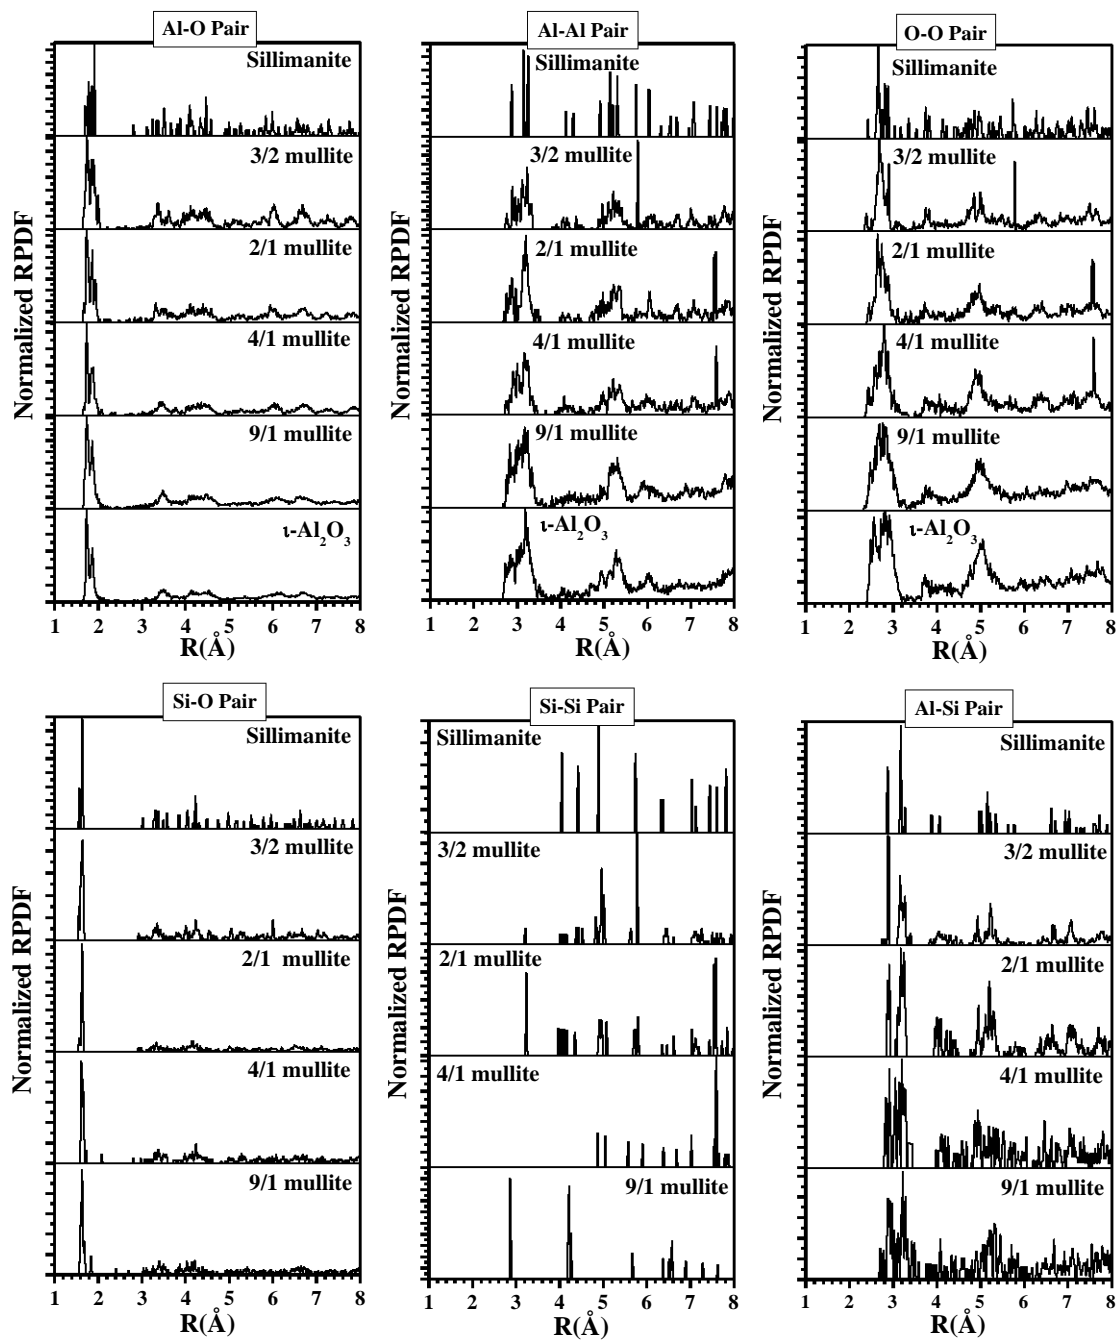 Al-O Pair
Sillimanite
3/2 mullite
2/1 mullite
4/1 mullite
9/1 mullite
ι-Al₂O₃
Normalized RPDF
1 2 3 4 5 6 7 8
R(Å)
Al-Al Pair
Sillimanite
3/2 mullite
2/1 mullite
4/1 mullite
9/1 mullite
ι-Al₂O₃
Normalized RPDF
1 2 3 4 5 6 7 8
R(Å)
O-O Pair
Sillimanite
3/2 mullite
2/1 mullite
4/1 mullite
9/1 mullite
ι-Al₂O₃
Normalized RPDF
1 2 3 4 5 6 7 8
R(Å)
Si-O Pair
Sillimanite
3/2 mullite
2/1 mullite
4/1 mullite
9/1 mullite
Normalized RPDF
1 2 3 4 5 6 7 8
R(Å)
Si-Si Pair
Sillimanite
3/2 mullite
2/1 mullite
4/1 mullite
9/1 mullite
Normalized RPDF
1 2 3 4 5 6 7 8
R(Å)
Al-Si Pair
Sillimanite
3/2 mullite
2/1 mullite
4/1 mullite
9/1 mullite
Normalized RPDF
1 2 3 4 5 6 7 8
R(Å)